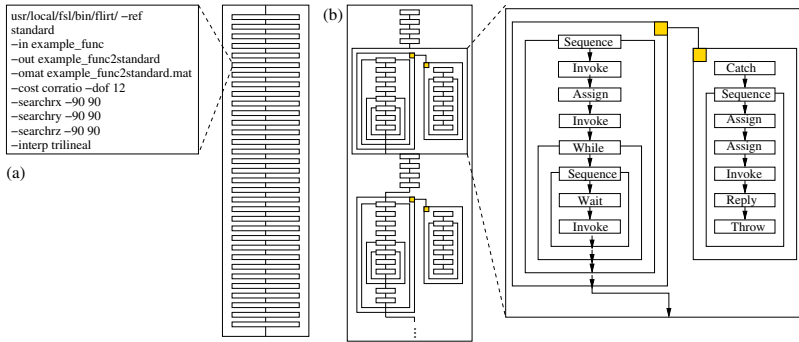 usr/local/fsl/bin/flirt/ −ref
standard
−in example_func
−out example_func2standard
−omat example_func2standard.mat
−cost corratio −dof 12
−searchrx −90 90
−searchry −90 90
−searchrz −90 90
−interp trilineal
(a)
(b)
Sequence
Invoke
Assign
Invoke
While
Sequence
Wait
Invoke
Catch
Sequence
Assign
Assign
Invoke
Reply
Throw